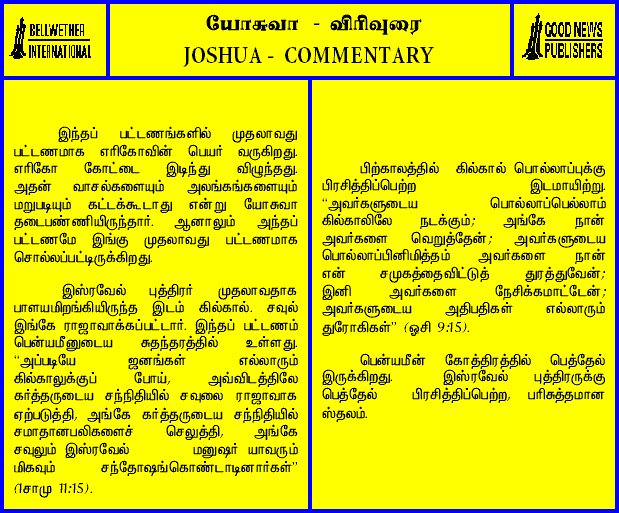 BELLWETHER
INTERNATIONAL
யோசுவா - விரிவுரை
JOSHUA - COMMENTARY
GOOD NEWS
PUBLISHERS
இந்தப் பட்டணங்களில் முதலாவது
பட்டணமாக எரிகோவின் பெயர் வருகிறது.
எரிகோ கோட்டை இடிந்து விழுந்தது.
அதன் வாசல்களையும் அலங்கங்களையும்
மறுபடியும் கட்டக்கூடாது என்று யோசுவா
தடைபண்ணியிருந்தார். ஆனாலும் அந்தப்
பட்டணமே இங்கு முதலாவது பட்டணமாக
சொல்லப்பட்டிருக்கிறது.
இஸ்ரவேல் புத்திரர் முதலாவதாக
பாளயமிறங்கியிருந்த இடம் கில்கால். சவுல்
இங்கே ராஜாவாக்கப்பட்டார். இந்தப் பட்டணம்
பென்யமீனுடைய சுதந்தரத்தில் உள்ளது.
“அப்படியே ஜனங்கள் எல்லாரும்
கில்காலுக்குப் போய், அவ்விடத்திலே
கர்த்தருடைய சந்நிதியில் சவுலை ராஜாவாக
ஏற்படுத்தி, அங்கே கர்த்தருடைய சந்நிதியில்
சமாதானபலிகளைச் செலுத்தி, அங்கே
சவுலும் இஸ்ரவேல் மனுஷர் யாவரும்
மிகவும் சந்தோஷங்கொண்டாடினார்கள்”
(1சாமு 11:15).
பிற்காலத்தில் கில்கால் பொல்லாப்புக்கு
பிரசித்திப்பெற்ற இடமாயிற்று.
“அவர்களுடைய பொல்லாப்பெல்லாம்
கில்காலிலே நடக்கும்; அங்கே நான்
அவர்களை வெறுத்தேன்; அவர்களுடைய
பொல்லாப்பினிமித்தம் அவர்களை நான்
என் சமுகத்தைவிட்டுத் துரத்துவேன்;
இனி அவர்களை நேசிக்கமாட்டேன்;
அவர்களுடைய அதிபதிகள் எல்லாரும்
துரோகிகள்” (ஓசி 9:15).
பென்யமீன் கோத்திரத்தில் பெத்தேல்
இருக்கிறது. இஸ்ரவேல் புத்திரருக்கு
பெத்தேல் பிரசித்திப்பெற்ற, பரிசுத்தமான
ஸ்தலம்.